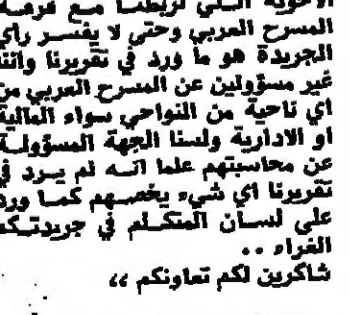 الاخوية التي تربطنا مع فرقة
المسرح العربي وحتى لا يفسر راي
الجريدة هو ما ورد في تقريرنا واننا
غير مسؤولين عن المسرح العربي من
اي ناحية من النواحي سواء المالية
او الادارية ولسنا الجهة المسؤولة
عن محاسبتهم علما انه لم يرد في
تقريرنا اي شيء يخصهم كما ورد
على لسان المتكلم في جريدتكم
الغراء ..
شاكرين لكم تعاونكم ،،